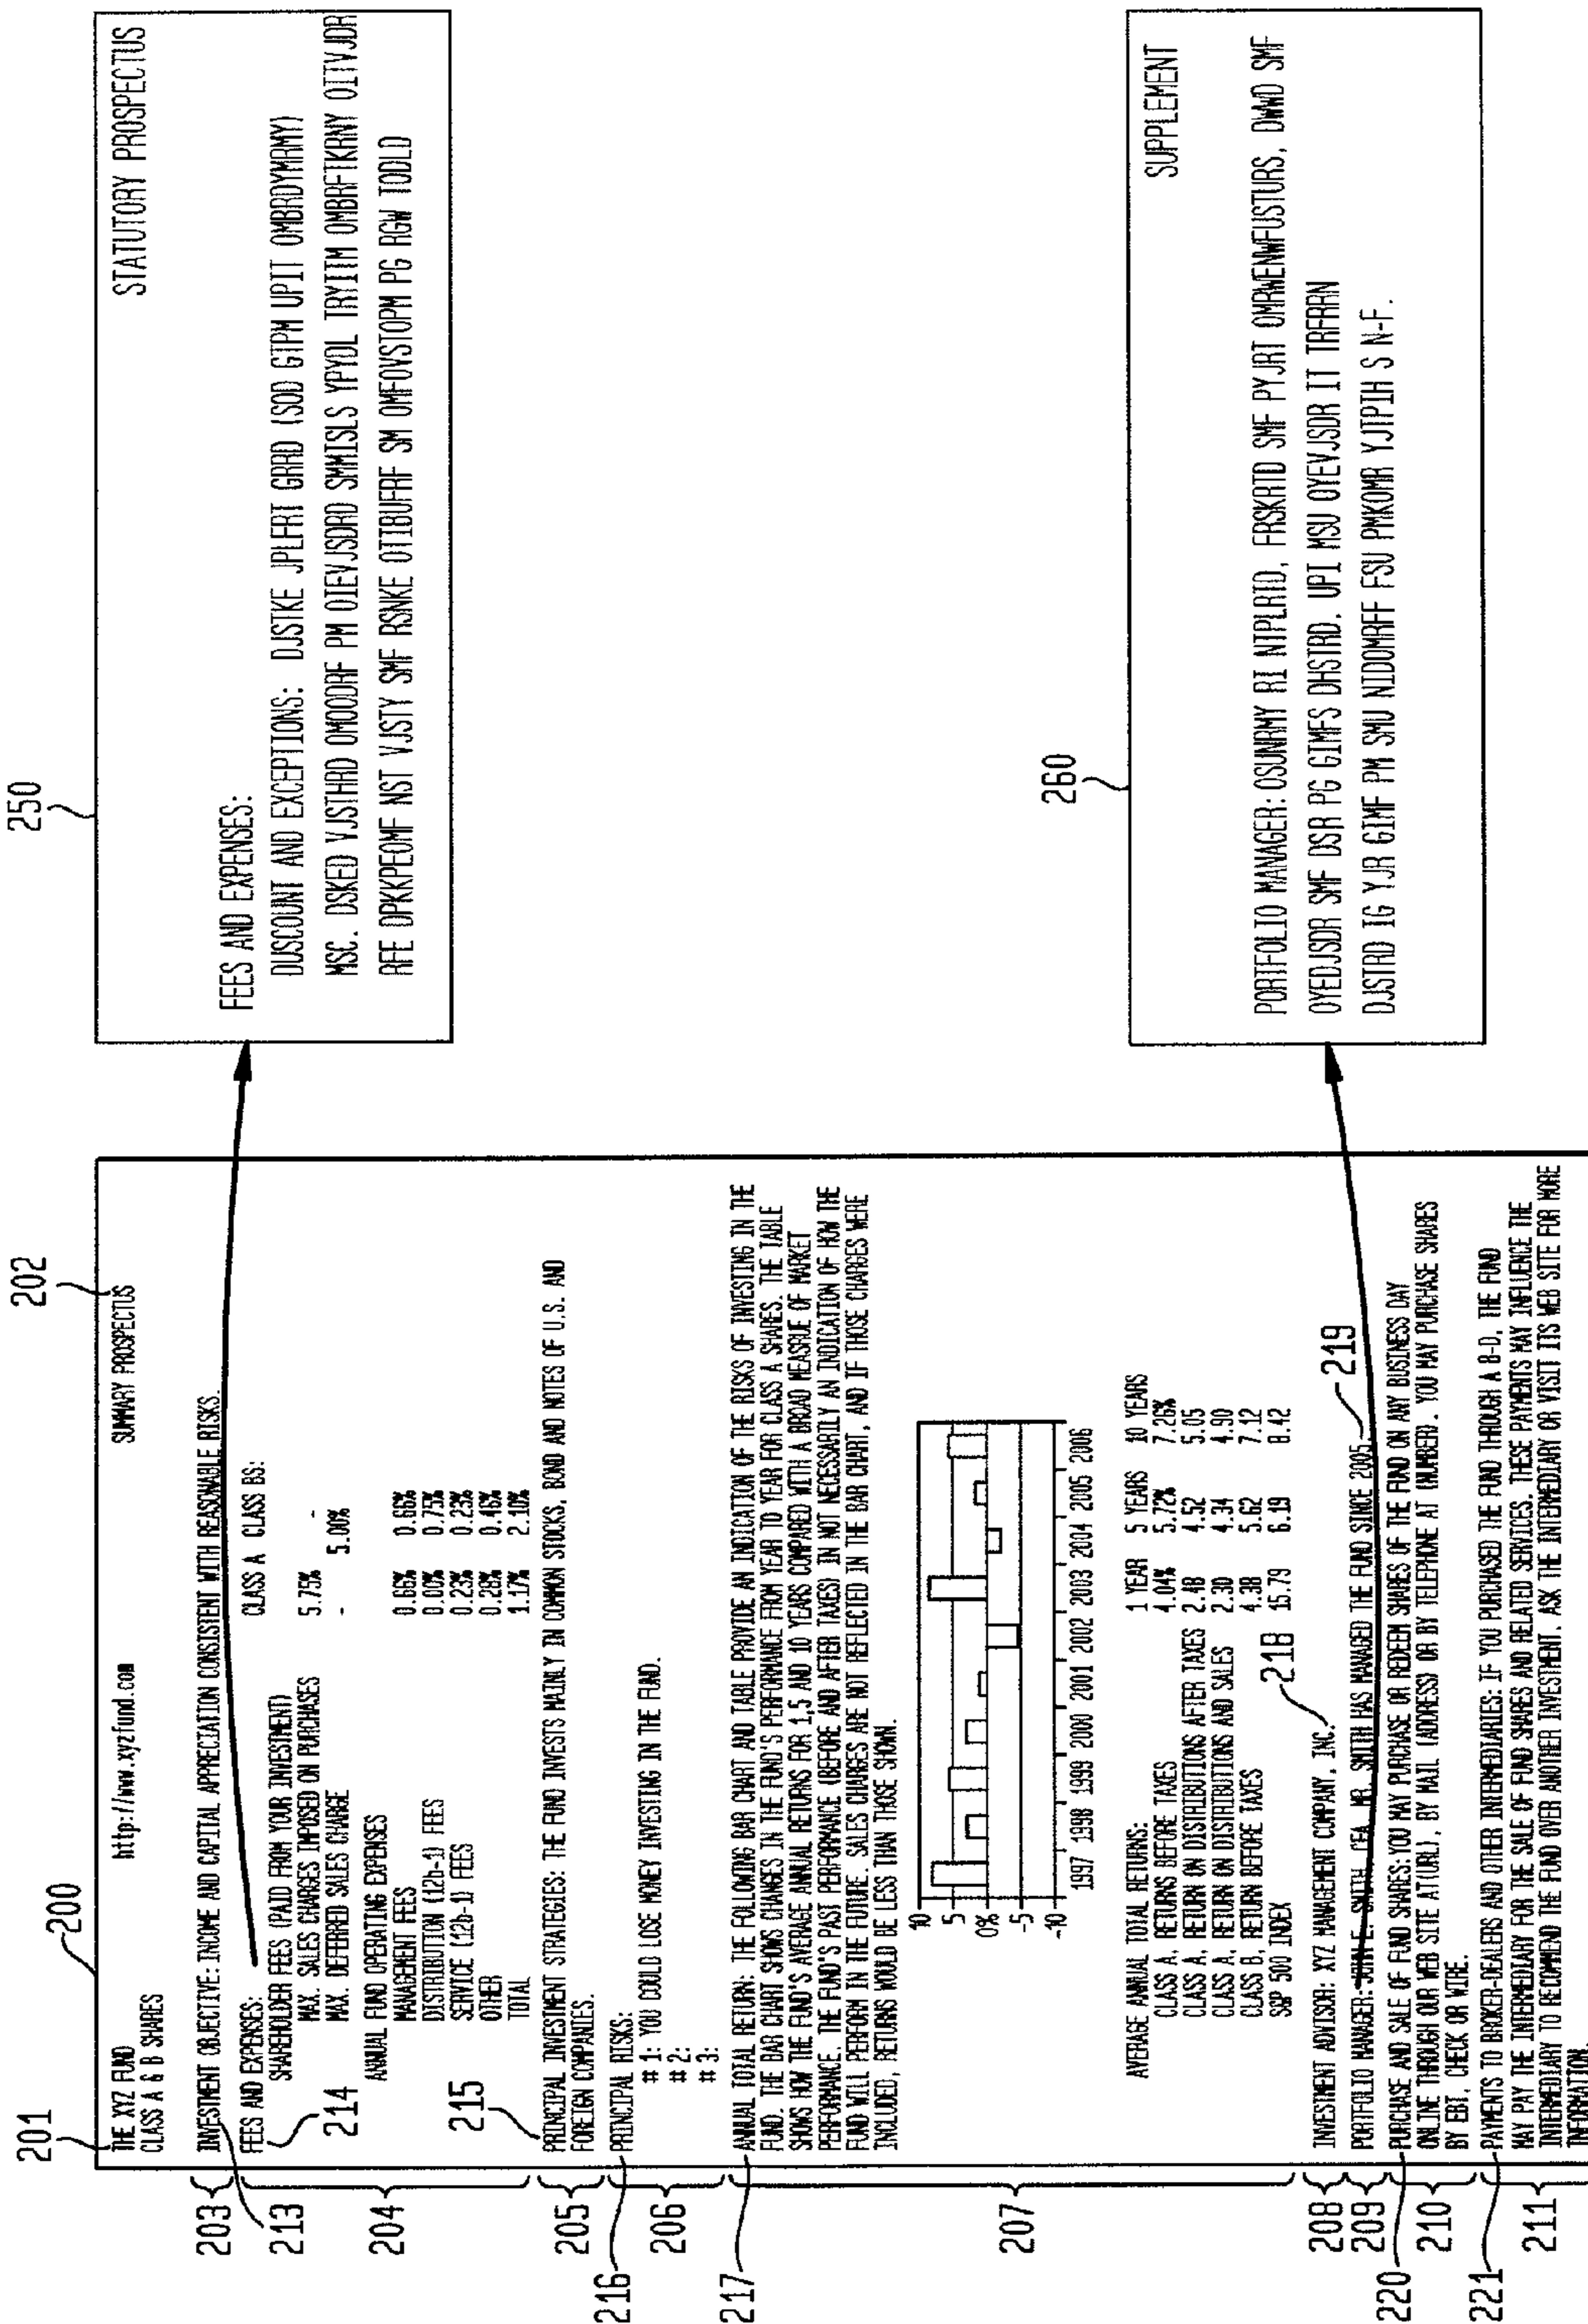 200
201
202
THE XYZ FUND
http://www.xyzfund.com
SUMMARY PROSPECTUS
CLASS A & B SHARES
203
213
INVESTMENT OBJECTIVE: INCOME AND CAPITAL APPRECIATION CONSISTENT WITH REASONABLE RISKS.
204
214
FEES AND EXPENSES:
CLASS A CLASS BS:
SHAREHOLDER FEES (PAID FROM YOUR INVESTMENT)
MAX. SALES CHARGES IMPOSED ON PURCHASES 5.75% -
MAX. DEFERRED SALES CHARGE - 5.00%
ANNUAL FUND OPERATING EXPENSES
MANAGEMENT FEES 0.66% 0.66%
DISTRIBUTION (12b-1) FEES 0.00% 0.75%
SERVICE (12b-1) FEES 0.23% 0.23%
OTHER 0.28% 0.46%
TOTAL 1.17% 2.10%
205
215
PRINCIPAL INVESTMENT STRATEGIES: THE FUND INVESTS MAINLY IN COMMON STOCKS, BOND AND NOTES OF U.S. AND
FOREIGN COMPANIES.
206
216
PRINCIPAL RISKS:
# 1: YOU COULD LOSE MONEY INVESTING IN THE FUND.
# 2:
# 3:
207
217
ANNUAL TOTAL RETURN: THE FOLLOWING BAR CHART AND TABLE PROVIDE AN INDICATION OF THE RISKS OF INVESTING IN THE
FUND. THE BAR CHART SHOWS CHANGES IN THE FUND'S PERFORMANCE FROM YEAR TO YEAR FOR CLASS A SHARES. THE TABLE
SHOWS HOW THE FUND'S AVERAGE ANNUAL RETURNS FOR 1,5 AND 10 YEARS COMPARED WITH A BROAD MEASRUE OF MARKET
PERFORMANCE. THE FUND'S PAST PERFORMANCE (BEFORE AND AFTER TAXES) IN NOT NECESSARILY AN INDICATION OF HOW THE
FUND WILL PERFORM IN THE FUTURE. SALES CHARGES ARE NOT REFLECTED IN THE BAR CHART, AND IF THOSE CHARGES WERE
INCLUDED, RETURNS WOULD BE LESS THAN THOSE SHOWN.
10
5
0%
-5
-10
1997 1998 1999 2000 2001 2002 2003 2004 2005 2006
AVERAGE ANNUAL TOTAL RETURNS: 1 YEAR 5 YEARS 10 YEARS
CLASS A, RETURNS BEFORE TAXES 4.04% 5.72% 7.26%
CLASS A, RETURN ON DISTRIBUTIONS AFTER TAXES 2.48 4.52 5.05
CLASS A, RETURN ON DISTRIBUTIONS AND SALES 2.30 4.34 4.90
CLASS B, RETURN BEFORE TAXES 4.38 5.62 7.12
S&P 500 INDEX 15.79 6.19 8.42
208
218
INVESTMENT ADVISOR: XYZ MANAGEMENT COMPANY, INC.
209
219
PORTFOLIO MANAGER: JOHN E. SMITH, CFA. MR. SMITH HAS MANAGED THE FUND SINCE 2005
210
220
PURCHASE AND SALE OF FUND SHARES: YOU MAY PURCHASE OR REDEEM SHARES OF THE FUND ON ANY BUSINESS DAY
ONLINE THROUGH OUR WEB SITE AT(URL), BY MAIL (ADDRESS) OR BY TELEPHONE AT (NUMBER). YOU MAY PURCHASE SHARES
BY EBT, CHECK OR WIRE.
211
221
PAYMENTS TO BROKER-DEALERS AND OTHER INTERMEDIARIES: IF YOU PURCHASED THE FUND THROUGH A B-D, THE FUND
MAY PAY THE INTERMEDIARY FOR THE SALE OF FUND SHARES AND RELATED SERVICES. THESE PAYMENTS MAY INFLUENCE THE
INTERMEDIARY TO RECOMMEND THE FUND OVER ANOTHER INVESTMENT. ASK THE INTERMEDIARY OR VISIT ITS WEB SITE FOR MORE
INFORMATION.
250
STATUTORY PROSPECTUS
FEES AND EXPENSES:
DUSCOUNT AND EXCEPTIONS: DJSTKE JPLFRT GRRD (SOD GTPM UPIT OMBRDYMRMY)
MSC. DSKED VJSTHRD OMOODRF PM OIEVJSDRD SMMISLS YPYDL TRYITM OMBRFTKRNY OITVJDR
RFE DPKKPEOMF NST VJSTY SMF RSNKE OTIBUFRF SM OMFOVSTOPM PG RGW TODLD
260
SUPPLEMENT
PORTFOLIO MANAGER: OSUNRMY RI NTPLRTD, FRSKRTD SMF PYJRT OMRWENWFUSTURS, DWWD SMF
OYEDJSDR SMF DSR PG GIMFS DHSTRD. UPI MSU OYEVJSDR IT TRFRRN
DJSTRD IG YJR GIMF PM SMU NIDOMRFF FSU PMKOMR YJTPIH S N-F.